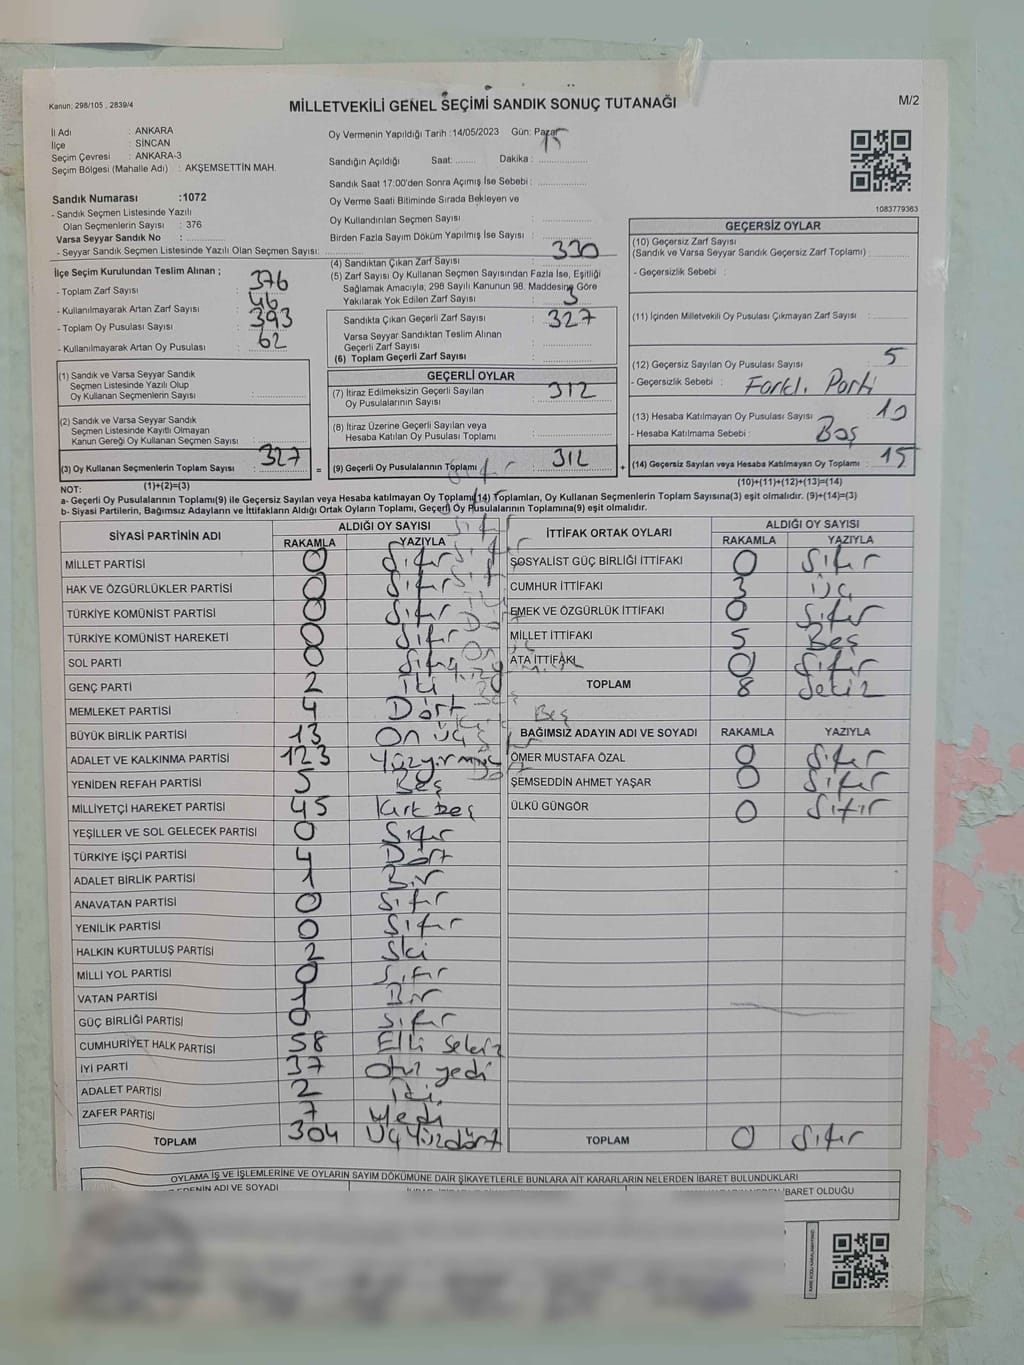 Kanun: 298/105 , 2839/4
MİLLETVEKİLİ GENEL SEÇİMİ SANDIK SONUÇ TUTANAĞI
M/2
İl Adı : ANKARA
İlçe : SİNCAN
Seçim Çevresi : ANKARA-3
Seçim Bölgesi (Mahalle Adı) : AKŞEMSETTİN MAH.
Sandık Numarası :1072
- Sandık Seçmen Listesinde Yazılı
Olan Seçmenlerin Sayısı : 376
Varsa Seyyar Sandık No :
- Seyyar Sandık Seçmen Listesinde Yazılı Olan Seçmen Sayısı:
Oy Vermenin Yapıldığı Tarih :14/05/2023 Gün: Pazar
Sandığın Açıldığı Saat: Dakika :
Sandık Saat 17:00'den Sonra Açımış İse Sebebi :
Oy Verme Saati Bitiminde Sırada Bekleyen ve
Oy Kullandırılan Seçmen Sayısı :
Birden Fazla Sayım Döküm Yapılmış İse Sayısı :
1083779363
İlçe Seçim Kurulundan Teslim Alınan ;
- Toplam Zarf Sayısı : 376
- Kullanılmayarak Artan Zarf Sayısı : 46
- Toplam Oy Pusulası Sayısı : 393
- Kullanılmayarak Artan Oy Pusulası : 62
(4) Sandıktan Çıkan Zarf Sayısı : 330
(5) Zarf Sayısı Oy Kullanan Seçmen Sayısından Fazla İse, Eşitliği
Sağlamak Amacıyla; 298 Sayılı Kanunun 98. Maddesine Göre
Yakılarak Yok Edilen Zarf Sayısı : 3
Sandıkta Çıkan Geçerli Zarf Sayısı : 327
Varsa Seyyar Sandıktan Teslim Alınan
Geçerli Zarf Sayısı :
(6) Toplam Geçerli Zarf Sayısı :
GEÇERSİZ OYLAR
(10) Geçersiz Zarf Sayısı
(Sandık ve Varsa Seyyar Sandık Geçersiz Zarf Toplamı) :
- Geçersizlik Sebebi :
(11) İçinden Milletvekili Oy Pusulası Çıkmayan Zarf Sayısı :
(12) Geçersiz Sayılan Oy Pusulası Sayısı : 5
- Geçersizlik Sebebi : Farkl. Parti
(13) Hesaba Katılmayan Oy Pusulası Sayısı : 10
- Hesaba Katılmama Sebebi : Boş
(14) Geçersiz Sayılan veya Hesaba Katılmayan Oy Toplamı : 15
(10)+(11)+(12)+(13)=(14)
(1) Sandık ve Varsa Seyyar Sandık
Seçmen Listesinde Yazılı Olup
Oy Kullanan Seçmenlerin Sayısı :
(2) Sandık ve Varsa Seyyar Sandık
Seçmen Listesinde Kayıtlı Olmayan
Kanun Gereği Oy Kullanan Seçmen Sayısı :
(3) Oy Kullanan Seçmenlerin Toplam Sayısı : 327
(1)+(2)=(3)
=
GEÇERLİ OYLAR
(7) İtiraz Edilmeksizin Geçerli Sayılan
Oy Pusulalarının Sayısı : 312
(8) İtiraz Üzerine Geçerli Sayılan veya
Hesaba Katılan Oy Pusulası Toplamı :
(9) Geçerli Oy Pusulalarının Toplamı : 312
+
NOT:
a- Geçerli Oy Pusulalarının Toplamı(9) ile Geçersiz Sayılan veya Hesaba katılmayan Oy Toplamı(14) Toplamları, Oy Kullanan Seçmenlerin Toplam Sayısına(3) eşit olmalıdır. (9)+(14)=(3)
b- Siyasi Partilerin, Bağımsız Adayların ve İttifakların Aldığı Ortak Oyların Toplamı, Geçerli Oy Pusulalarının Toplamına(9) eşit olmalıdır.
SİYASİ PARTİNİN ADI ALDIĞI OY SAYISI
RAKAMLA YAZIYLA
MİLLET PARTİSİ 0 Sıfır
HAK VE ÖZGÜRLÜKLER PARTİSİ 0 Sıfır
TÜRKİYE KOMÜNİST PARTİSİ 0 Sıfır
TÜRKİYE KOMÜNİST HAREKETİ 0 Sıfır
SOL PARTİ 0 Sıfır
GENÇ PARTİ 2 İki
MEMLEKET PARTİSİ 4 Dört
BÜYÜK BİRLİK PARTİSİ 13 On üç
ADALET VE KALKINMA PARTİSİ 123 Yüzyirmiüç
YENİDEN REFAH PARTİSİ 5 Beş
MİLLİYETÇİ HAREKET PARTİSİ 45 Kırk beş
YEŞİLLER VE SOL GELECEK PARTİSİ 0 Sıfır
TÜRKİYE İŞÇİ PARTİSİ 4 Dört
ADALET BİRLİK PARTİSİ 1 Bir
ANAVATAN PARTİSİ 0 Sıfır
YENİLİK PARTİSİ 0 Sıfır
HALKIN KURTULUŞ PARTİSİ 2 İki
MİLLİ YOL PARTİSİ 0 Sıfır
VATAN PARTİSİ 1 Bir
GÜÇ BİRLİĞİ PARTİSİ 0 Sıfır
CUMHURİYET HALK PARTİSİ 58 Elli sekiz
İYİ PARTİ 37 Otuz yedi
ADALET PARTİSİ 2 İki
ZAFER PARTİSİ 7 Yedi
TOPLAM 304 Üç Yüzdört
İTTİFAK ORTAK OYLARI ALDIĞI OY SAYISI
RAKAMLA YAZIYLA
SOSYALİST GÜÇ BİRLİĞİ İTTİFAKI 0 Sıfır
CUMHUR İTTİFAKI 3 Üç
EMEK VE ÖZGÜRLÜK İTTİFAKI 0 Sıfır
MİLLET İTTİFAKI 5 Beş
ATA İTTİFAKI 0 Sıfır
TOPLAM 8 Sekiz
Beş
BAĞIMSIZ ADAYIN ADI VE SOYADI RAKAMLA YAZIYLA
ÖMER MUSTAFA ÖZAL 0 Sıfır
ŞEMSEDDİN AHMET YAŞAR 0 Sıfır
ÜLKÜ GÜNGÖR 0 Sıfır
TOPLAM 0 Sıfır
OYLAMA İŞ VE İŞLEMLERİNE VE OYLARIN SAYIM DÖKÜMÜNE DAİR ŞİKAYETLERLE BUNLARA AİT KARARLARIN NELERDEN İBARET BULUNDUKLARI
EDENİN ADI VE SOYADI
İBARET OLDUĞU